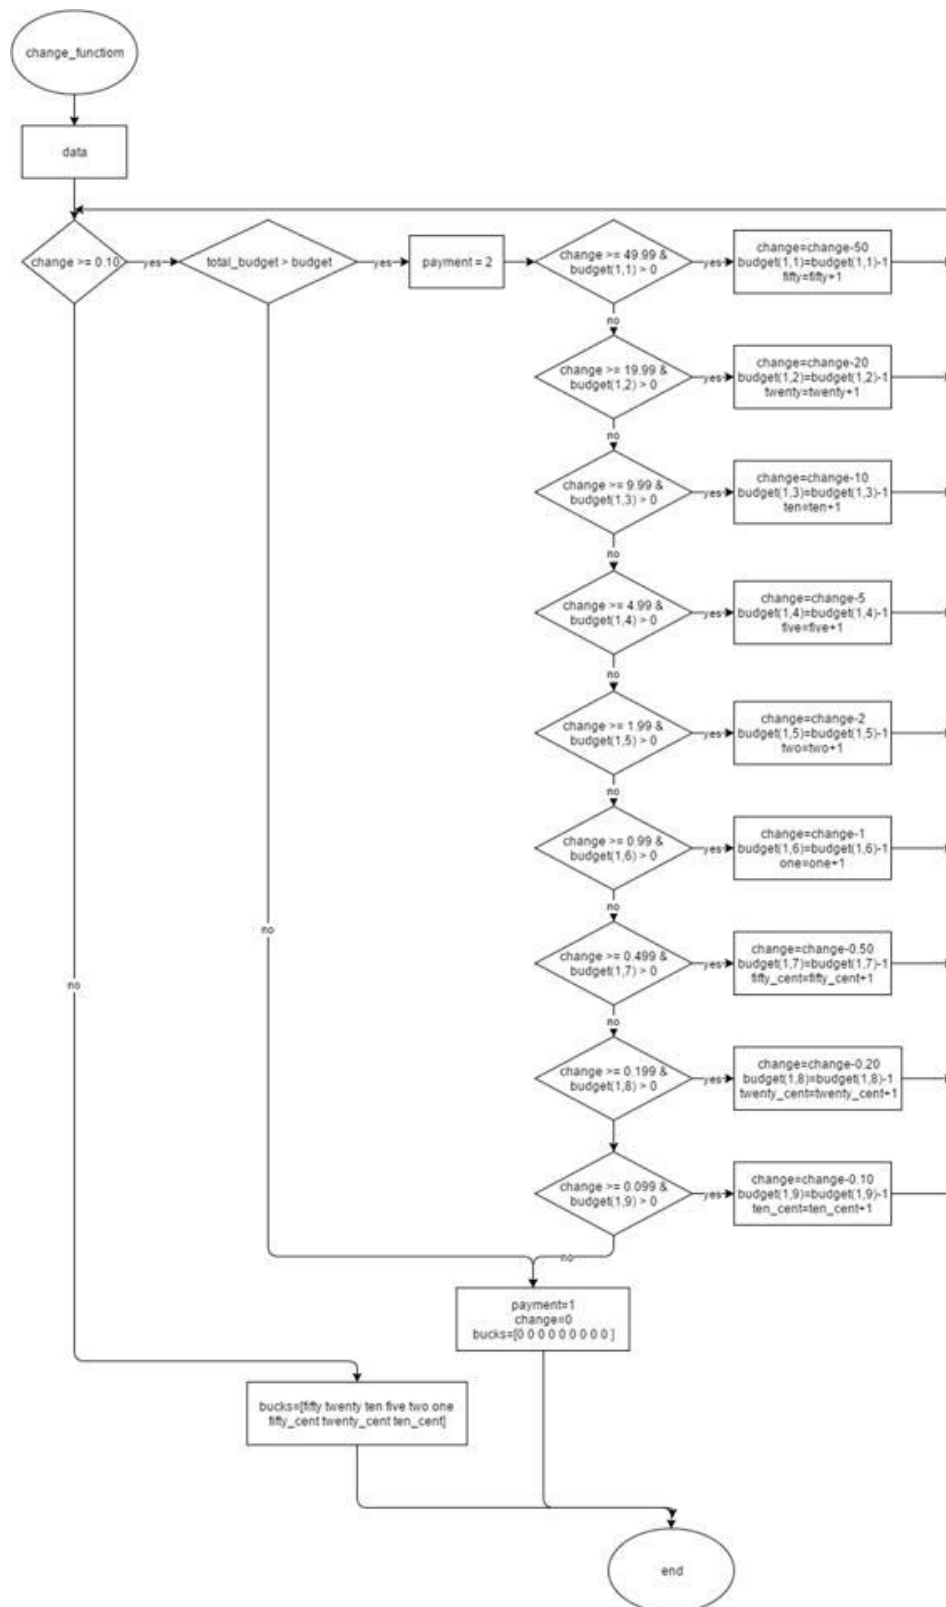 change_functiom
data
change >= 0.10
yes
total_budget > budget
yes
payment = 2
change >= 49.99 &
budget(1,1) > 0
yes
change=change-50
budget(1,1)=budget(1,1)-1
fifty=fifty+1
no
change >= 19.99 &
budget(1,2) > 0
yes
change=change-20
budget(1,2)=budget(1,2)-1
twenty=twenty+1
no
change >= 9.99 &
budget(1,3) > 0
yes
change=change-10
budget(1,3)=budget(1,3)-1
ten=ten+1
no
change >= 4.99 &
budget(1,4) > 0
yes
change=change-5
budget(1,4)=budget(1,4)-1
five=five+1
no
change >= 1.99 &
budget(1,5) > 0
yes
change=change-2
budget(1,5)=budget(1,5)-1
two=two+1
no
change >= 0.99 &
budget(1,6) > 0
yes
change=change-1
budget(1,6)=budget(1,6)-1
one=one+1
no
change >= 0.499 &
budget(1,7) > 0
yes
change=change-0.50
budget(1,7)=budget(1,7)-1
fifty_cent=fifty_cent+1
no
no
no
change >= 0.199 &
budget(1,8) > 0
yes
change=change-0.20
budget(1,8)=budget(1,8)-1
twenty_cent=twenty_cent+1
change >= 0.099 &
budget(1,9) > 0
yes
change=change-0.10
budget(1,9)=budget(1,9)-1
ten_cent=ten_cent+1
no
payment=1
change=0
bucks=[0 0 0 0 0 0 0 0 0 ]
bucks=[fifty twenty ten five two one
fifty_cent twenty_cent ten_cent]
end